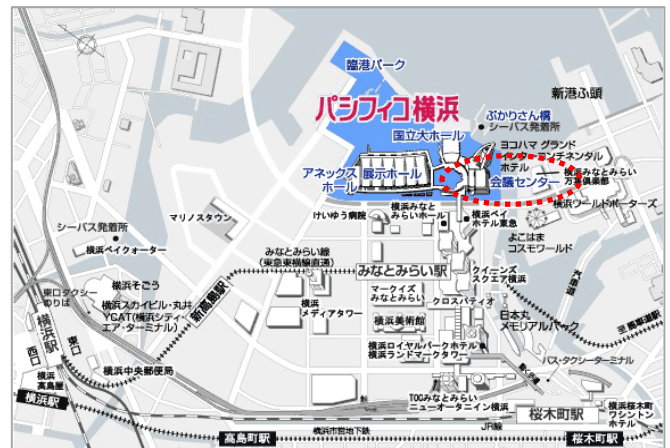 臨港パーク
パシフィコ横浜
国立大ホール
ぷかりさん橋
シーバス発着所
新港ふ頭
ヨコハマ グランド
インターコンチネンタル
ホテル
アネックス
ホール
展示ホール
会議センター
横浜みなとみらい
万葉倶楽部
横浜ワールドポーターズ
けいゆう病院
横浜みなと
みらいホール
横浜ベイ
ホテル東急
よこはま
コスモワールド
マリノスタウン
シーバス発着所
横浜ベイクォーター
みなとみらい線
(東急東横線直通)
みなとみらい駅
クイーンズ
スクエア横浜
汽車道
新高島駅
横浜
メディアタワー
マークイズ
みなとみらい
クロスパティオ
横浜美術館
日本丸
メモリアルパーク
至馬車道駅
横浜そごう
東口タクシー
のりば
横浜スカイビル・丸井
YCAT(横浜シティ・
エア・ターミナル)
横浜駅
西口
東口
横浜中央郵便局
横浜
高島屋
横浜駅
横浜ロイヤルパークホテル
横浜ランドマークタワー
動く歩道
バス・タクシーターミナル
TOCみなとみらい
ニューオータニイン横浜
桜木町駅
横浜桜木町
ワシントン
ホテル
JR線
横浜市営地下鉄
高島町駅
桜木町駅